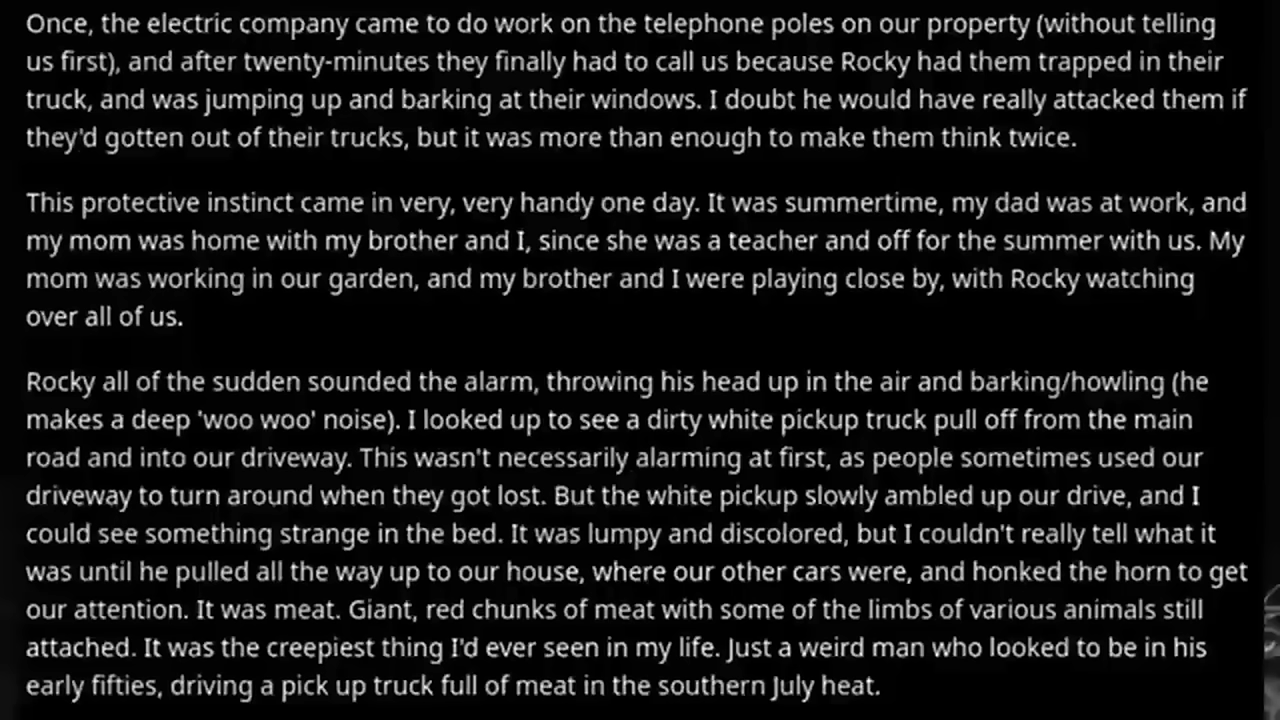 Once, the electric company came to do work on the telephone poles on our property (without telling
us first), and after twenty-minutes they finally had to call us because Rocky had them trapped in their
truck, and was jumping up and barking at their windows. I doubt he would have really attacked them if
they'd gotten out of their trucks, but it was more than enough to make them think twice.
This protective instinct came in very, very handy one day. It was summertime, my dad was at work, and
my mom was home with my brother and I, since she was a teacher and off for the summer with us. My
mom was working in our garden, and my brother and I were playing close by, with Rocky watching
over all of us.
Rocky all of the sudden sounded the alarm, throwing his head up in the air and barking/howling (he
makes a deep 'woo woo' noise). I looked up to see a dirty white pickup truck pull off from the main
road and into our driveway. This wasn't necessarily alarming at first, as people sometimes used our
driveway to turn around when they got lost. But the white pickup slowly ambled up our drive, and I
could see something strange in the bed. It was lumpy and discolored, but I couldn't really tell what it
was until he pulled all the way up to our house, where our other cars were, and honked the horn to get
our attention. It was meat. Giant, red chunks of meat with some of the limbs of various animals still
attached. It was the creepiest thing I'd ever seen in my life. Just a weird man who looked to be in his
early fifties, driving a pick up truck full of meat in the southern July heat.